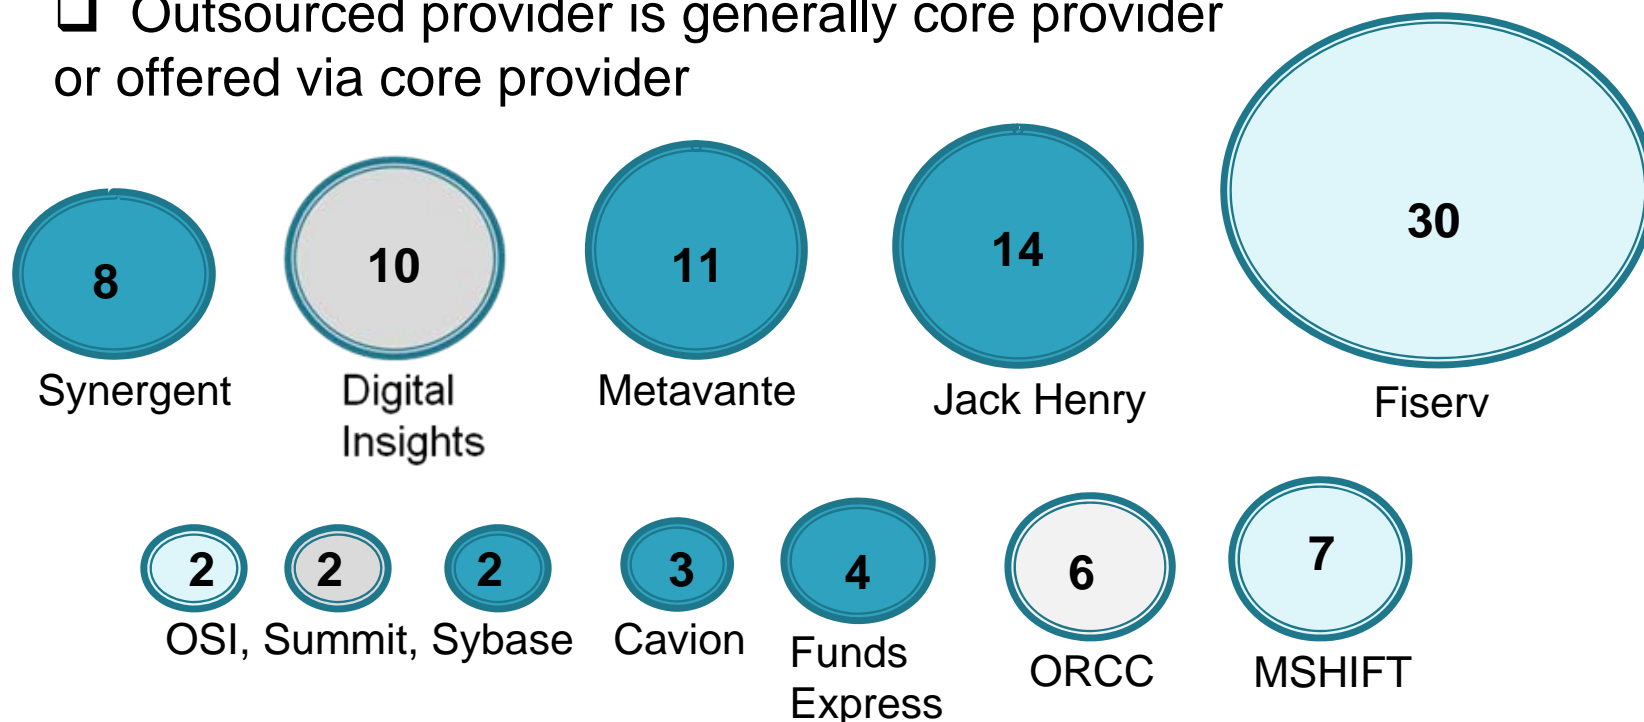 ❑ Outsourced provider is generally core provider
or offered via core provider
8
10
11
14
30
Synergent
Digital
Insights
Metavante
Jack Henry
Fiserv
2
2
2
3
4
6
7
OSI, Summit, Sybase
Cavion
Funds
Express
ORCC
MSHIFT